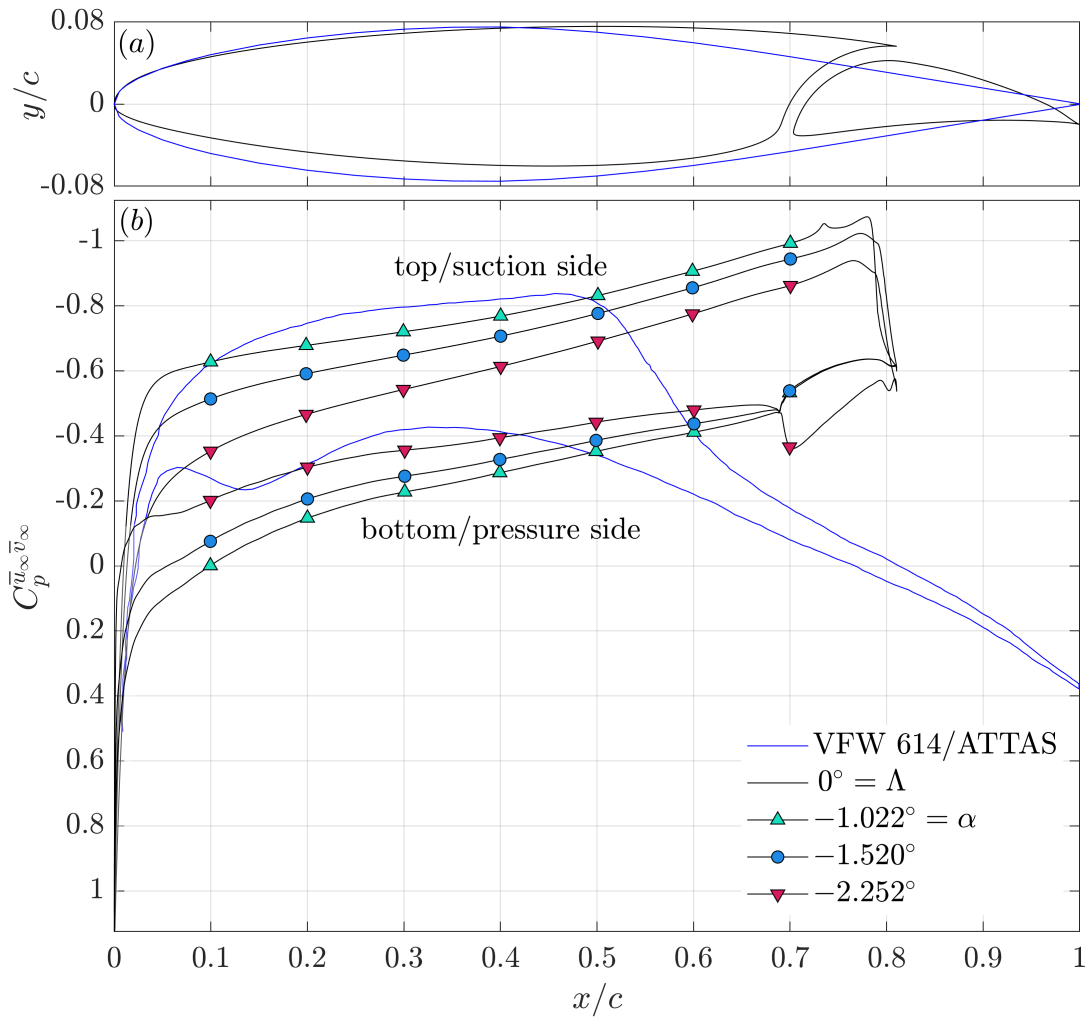 0.08
(a)
y/c
0
-0.08
(b)
-1
top/suction side
-0.8
-0.6
-0.4
-0.2
bottom/pressure side
C_p^{\overline{u}_∞\overline{v}_∞}
0
0.2
0.4
0.6
0.8
1
VFW 614/ATTAS
0° = Λ
−1.022° = α
−1.520°
−2.252°
0 0.1 0.2 0.3 0.4 0.5 0.6 0.7 0.8 0.9 1
x/c